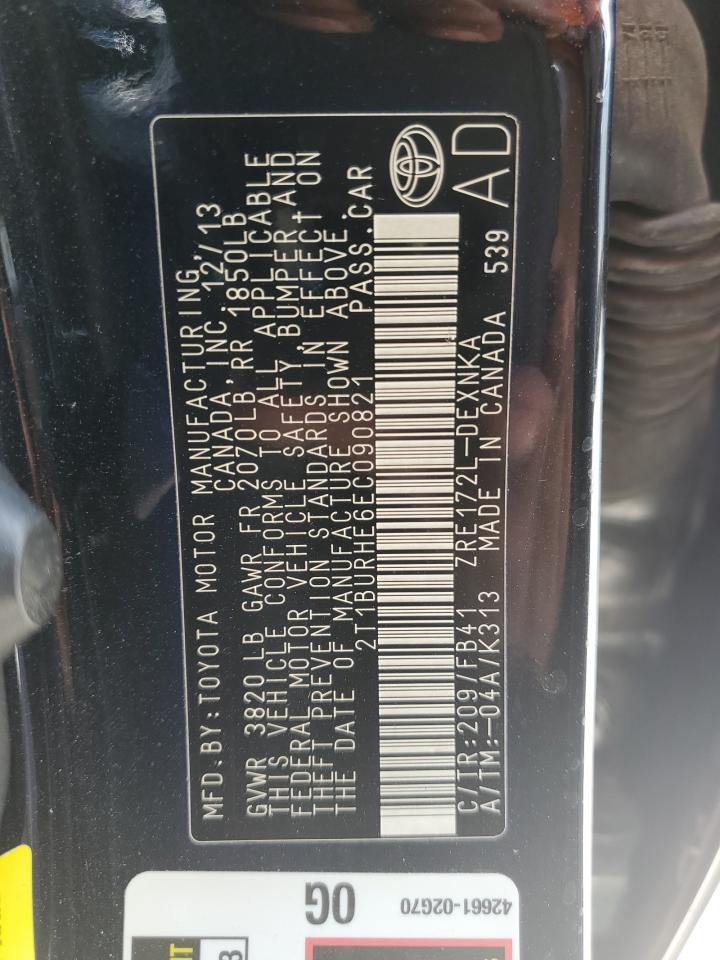 MFD.BY:TOYOTA MOTOR MANUFACTURING,
CANADA,INC. 12/13
GVWR 3820LB GAWR FR 2070LB RR 1850LB
THIS VEHICLE CONFORMS TO ALL APPLICABLE
FEDERAL MOTOR VEHICLE SAFETY,BUMPER AND
THEFT PREVENTION STANDARDS IN EFFECT ON
THE DATE OF MANUFACTURE SHOWN ABOVE.
2T1BURHE6EC090821 PASS.CAR
C/TR:209/FB41 ZRE172L-DEXNKA
A/TM:-04A/K313 MADE IN CANADA 539
AD
42661-02G70
0G